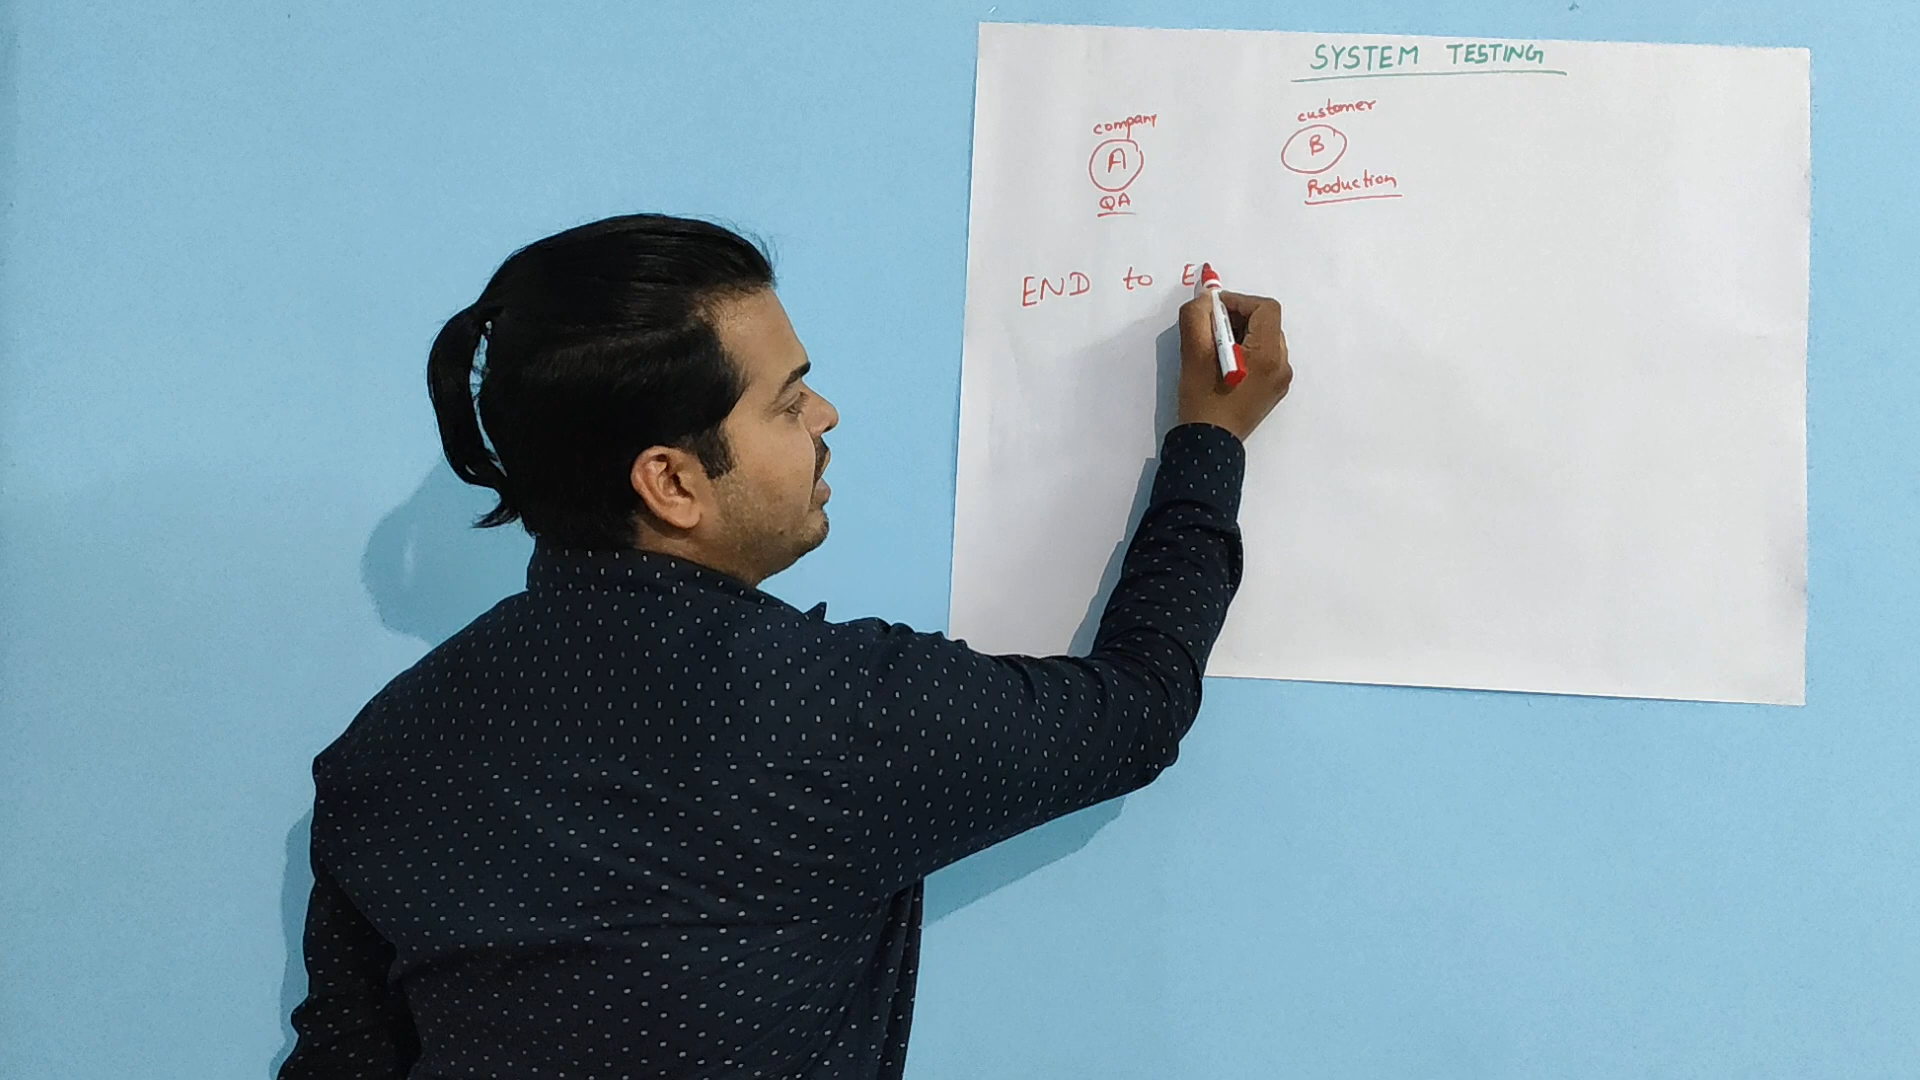 SYSTEM TESTING
company customer
A B
QA Production
END to E